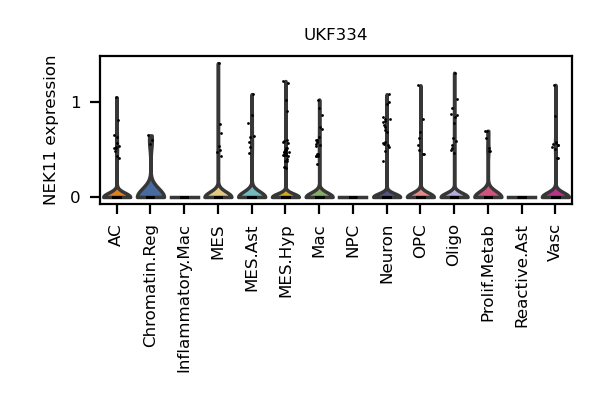 UKF334
NEK11 expression
1
0
AC
Chromatin.Reg
Inflammatory.Mac
MES
MES.Ast
MES.Hyp
Mac
NPC
Neuron
OPC
Oligo
Prolif.Metab
Reactive.Ast
Vasc